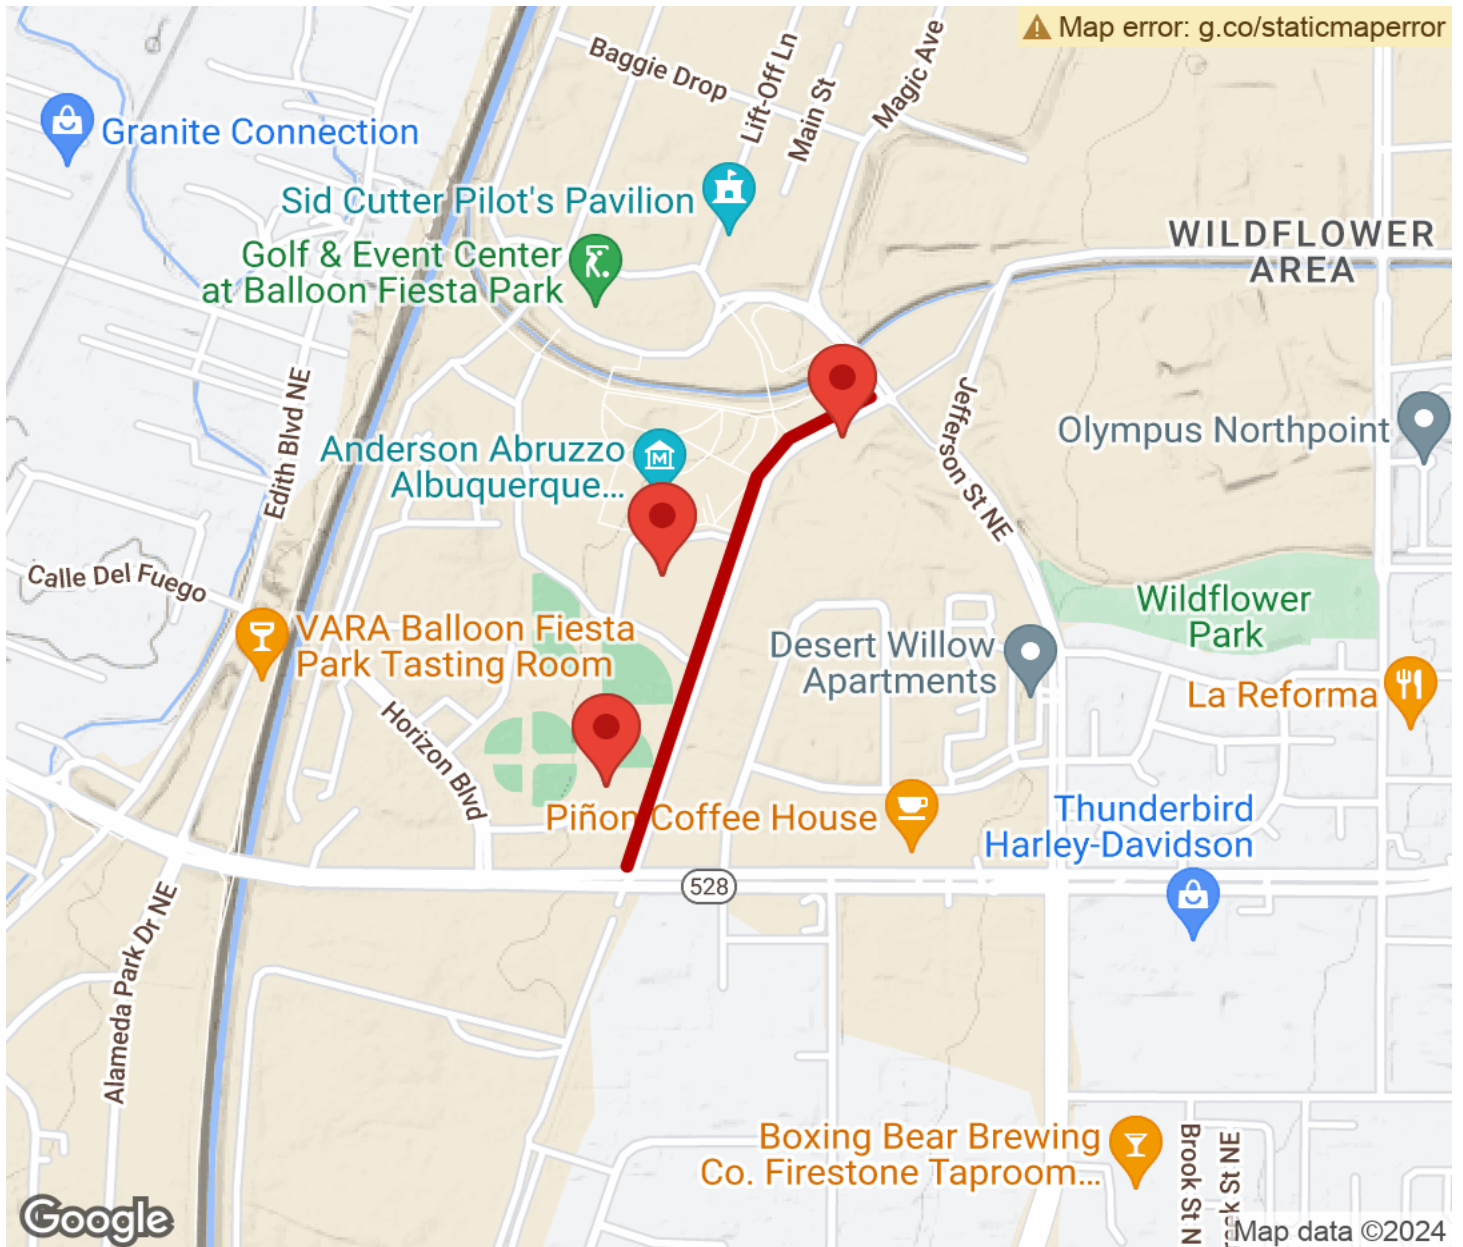 Map error: g.co/staticmaperror
Baggie Drop
Lift-Off Ln
Main St
Magic Ave
Granite Connection
Sid Cutter Pilot's Pavilion
Golf & Event Center
at Balloon Fiesta Park
WILDFLOWER
AREA
Edith Blvd NE
Jefferson St NE
Olympus Northpoint
Anderson Abruzzo
Albuquerque...
M
Calle Del Fuego
VARA Balloon Fiesta
Park Tasting Room
Wildflower
Park
Desert Willow
Apartments
La Reforma
Horizon Blvd
Piñon Coffee House
Thunderbird
Harley-Davidson
528
Alameda Park Dr NE
Boxing Bear Brewing
Co. Firestone Taproom...
Brook St N
St NE
Google
Map data ©2024